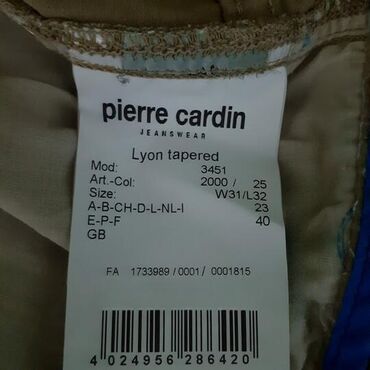 pierre cardin
JEANSWEAR
Lyon tapered
Mod: 3451
Art.-Col: 2000 / 25
Size: W31/L32
A-B-CH-D-L-NL-I 23
E-P-F 40
GB
FA 1733989 /0001/ 0001815
4 024956 286420